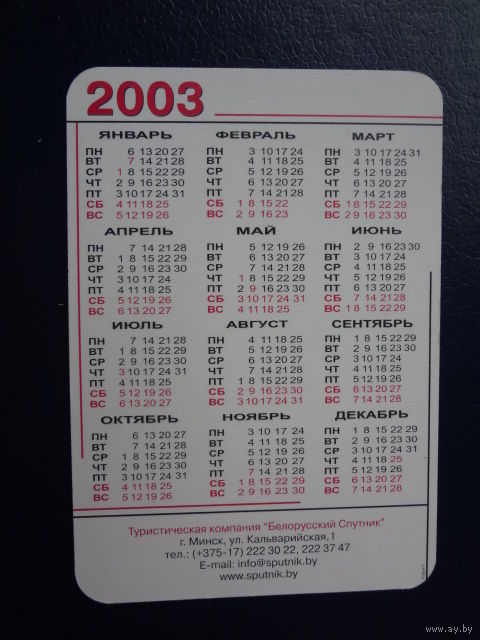 2003
ЯНВАРЬ
ПН 6 13 20 27
ВТ 7 14 21 28
СР 1 8 15 22 29
ЧТ 2 9 16 23 30
ПТ 3 10 17 24 31
СБ 4 11 18 25
ВС 5 12 19 26
ФЕВРАЛЬ
ПН 3 10 17 24
ВТ 4 11 18 25
СР 5 12 19 26
ЧТ 6 13 20 27
ПТ 7 14 21 28
СБ 1 8 15 22
ВС 2 9 16 23
МАРТ
ПН 3 10 17 24 31
ВТ 4 11 18 25
СР 5 12 19 26
ЧТ 6 13 20 27
ПТ 7 14 21 28
СБ 1 8 15 22 29
ВС 2 9 16 23 30
АПРЕЛЬ
ПН 7 14 21 28
ВТ 1 8 15 22 29
СР 2 9 16 23 30
ЧТ 3 10 17 24
ПТ 4 11 18 25
СБ 5 12 19 26
ВС 6 13 20 27
МАЙ
ПН 5 12 19 26
ВТ 6 13 20 27
СР 7 14 21 28
ЧТ 1 8 15 22 29
ПТ 2 9 16 23 30
СБ 3 10 17 24 31
ВС 4 11 18 25
ИЮНЬ
ПН 2 9 16 23 30
ВТ 3 10 17 24
СР 4 11 18 25
ЧТ 5 12 19 26
ПТ 6 13 20 27
СБ 7 14 21 28
ВС 1 8 15 22 29
ИЮЛЬ
ПН 7 14 21 28
ВТ 1 8 15 22 29
СР 2 9 16 23 30
ЧТ 3 10 17 24 31
ПТ 4 11 18 25
СБ 5 12 19 26
ВС 6 13 20 27
АВГУСТ
ПН 4 11 18 25
ВТ 5 12 19 26
СР 6 13 20 27
ЧТ 7 14 21 28
ПТ 1 8 15 22 29
СБ 2 9 16 23 30
ВС 3 10 17 24 31
СЕНТЯБРЬ
ПН 1 8 15 22 29
ВТ 2 9 16 23 30
СР 3 10 17 24
ЧТ 4 11 18 25
ПТ 5 12 19 26
СБ 6 13 20 27
ВС 7 14 21 28
ОКТЯБРЬ
ПН 6 13 20 27
ВТ 7 14 21 28
СР 1 8 15 22 29
ЧТ 2 9 16 23 30
ПТ 3 10 17 24 31
СБ 4 11 18 25
ВС 5 12 19 26
НОЯБРЬ
ПН 3 10 17 24
ВТ 4 11 18 25
СР 5 12 19 26
ЧТ 6 13 20 27
ПТ 7 14 21 28
СБ 1 8 15 22 29
ВС 2 9 16 23 30
ДЕКАБРЬ
ПН 1 8 15 22 29
ВТ 2 9 16 23 30
СР 3 10 17 24 31
ЧТ 4 11 18 25
ПТ 5 12 19 26
СБ 6 13 20 27
ВС 7 14 21 28
Туристическая компания "Белорусский Спутник"
г. Минск, ул. Кальварийская,1
тел.: (+375-17) 222 30 22, 222 37 47
E-mail: info@sputnik.by
www.sputnik.by
www.ay.by